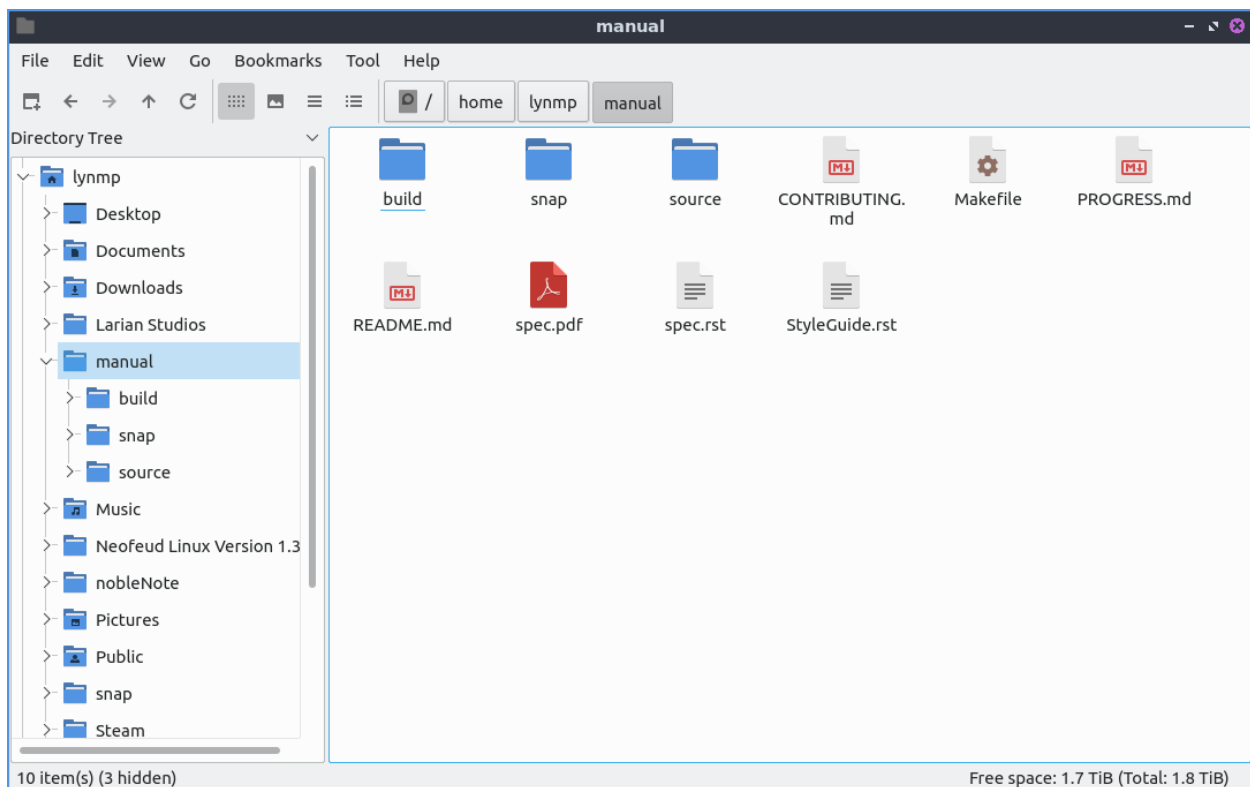 manual
File Edit View Go Bookmarks Tool Help
/ home lynmp manual
Directory Tree
lynmp
Desktop
Documents
Downloads
Larian Studios
manual
build
snap
source
Music
Neofeud Linux Version 1.3
nobleNote
Pictures
Public
snap
Steam
build snap source CONTRIBUTING.
md Makefile PROGRESS.md
README.md spec.pdf spec.rst StyleGuide.rst
10 item(s) (3 hidden) Free space: 1.7 TiB (Total: 1.8 TiB)